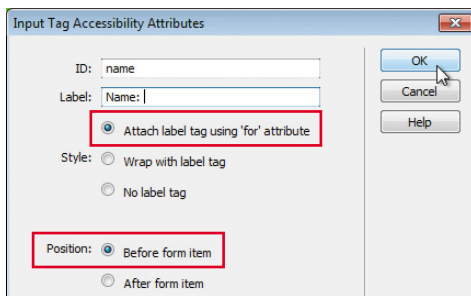 Input Tag Accessibility Attributes
ID: name
OK
Label: Name:
Cancel
Attach label tag using 'for' attribute
Help
Style: Wrap with label tag
No label tag
Position: Before form item
After form item